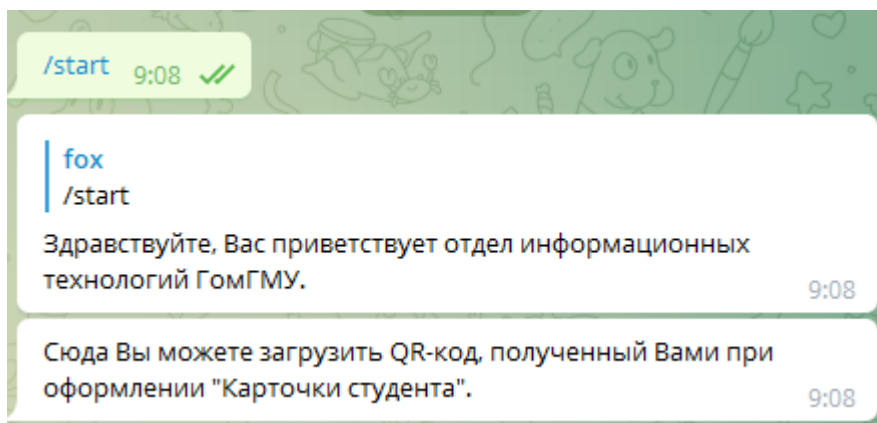 /start 9:08
fox
/start
Здравствуйте, Вас приветствует отдел информационных
технологий ГомГМУ.
9:08
Сюда Вы можете загрузить QR-код, полученный Вами при
оформлении "Карточки студента".
9:08